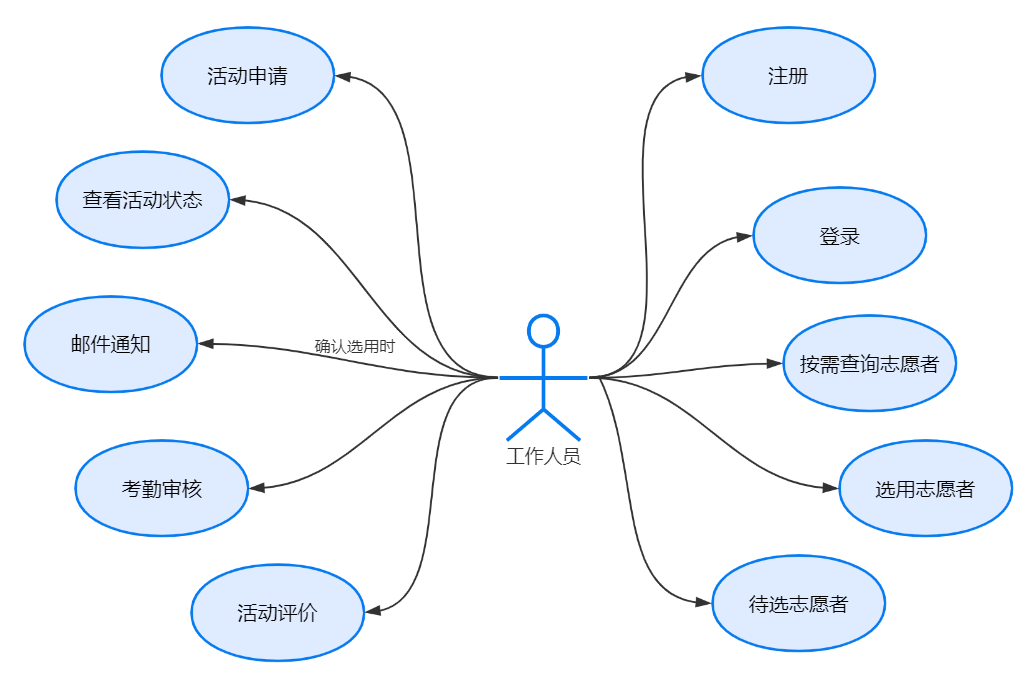 活动申请
注册
查看活动状态
登录
邮件通知
确认选用时
按需查询志愿者
工作人员
考勤审核
选用志愿者
活动评价
待选志愿者